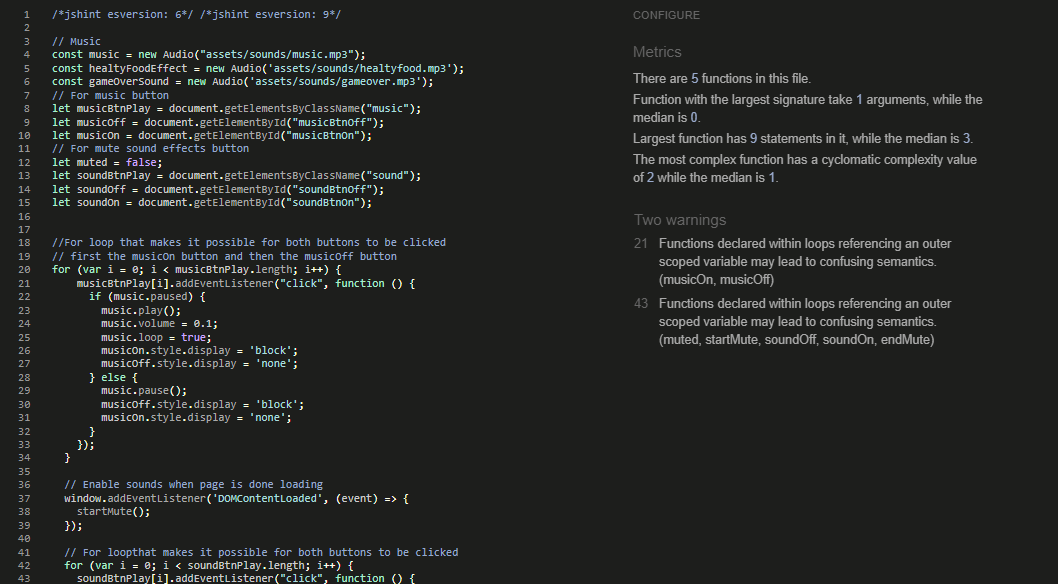 1 /*jshint esversion: 6*/ /*jshint esversion: 9*/
2
3 // Music
4 const music = new Audio("assets/sounds/music.mp3");
5 const healtyFoodEffect = new Audio('assets/sounds/healtyfood.mp3');
6 const gameOverSound = new Audio('assets/sounds/gameover.mp3');
7 // For music button
8 let musicBtnPlay = document.getElementsByClassName("music");
9 let musicOff = document.getElementById("musicBtnOff");
10 let musicOn = document.getElementById("musicBtnOn");
11 // For mute sound effects button
12 let muted = false;
13 let soundBtnPlay = document.getElementsByClassName("sound");
14 let soundOff = document.getElementById("soundBtnOff");
15 let soundOn = document.getElementById("soundBtnOn");
16
17
18 //For loop that makes it possible for both buttons to be clicked
19 // first the musicOn button and then the musicOff button
20 for (var i = 0; i < musicBtnPlay.length; i++) {
21 musicBtnPlay[i].addEventListener("click", function () {
22 if (music.paused) {
23 music.play();
24 music.volume = 0.1;
25 music.loop = true;
26 musicOn.style.display = 'block';
27 musicOff.style.display = 'none';
28 } else {
29 music.pause();
30 musicOff.style.display = 'block';
31 musicOn.style.display = 'none';
32 }
33 });
34 }
35
36 // Enable sounds when page is done loading
37 window.addEventListener('DOMContentLoaded', (event) => {
38 startMute();
39 });
40
41 // For loopthat makes it possible for both buttons to be clicked
42 for (var i = 0; i < soundBtnPlay.length; i++) {
43 soundBtnPlay[i].addEventListener("click", function () {
CONFIGURE
Metrics
There are 5 functions in this file.
Function with the largest signature take 1 arguments, while the
median is 0.
Largest function has 9 statements in it, while the median is 3.
The most complex function has a cyclomatic complexity value
of 2 while the median is 1.
Two warnings
21 Functions declared within loops referencing an outer
scoped variable may lead to confusing semantics.
(musicOn, musicOff)
43 Functions declared within loops referencing an outer
scoped variable may lead to confusing semantics.
(muted, startMute, soundOff, soundOn, endMute)